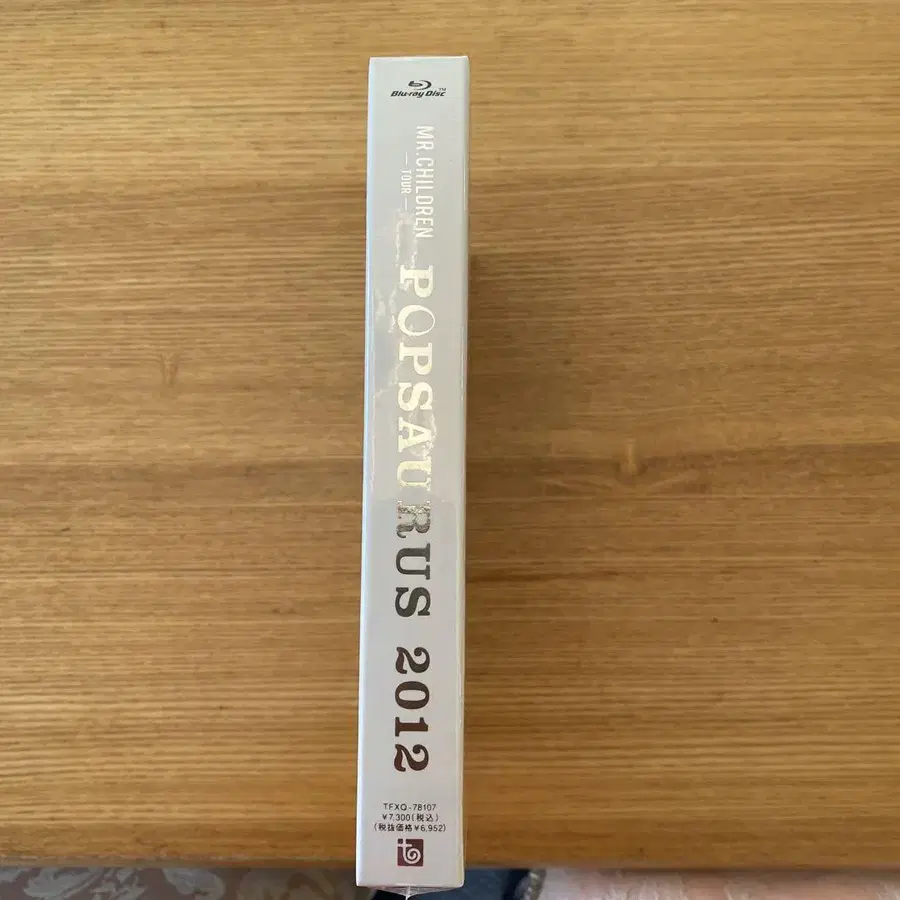 Blu-ray Disc™
MR.CHILDREN
— TOUR —
POPSAURUS 2012
TFXQ-78107
¥7,300(税込)
(税抜価格¥6,952)